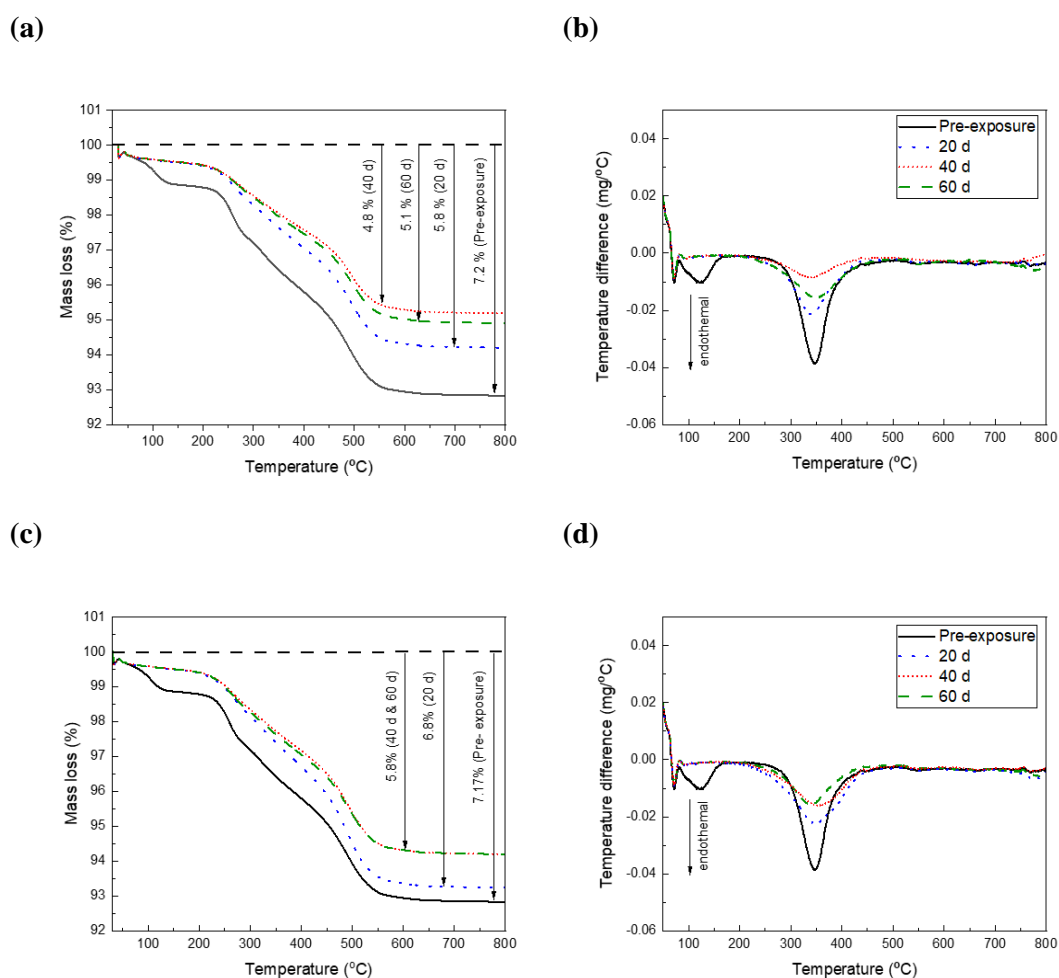 (a)
(b)
101
100
99
98
97
96
95
94
93
92
Mass loss (%)
100 200 300 400 500 600 700 800
Temperature (°C)
4.8 % (40 d)
5.1 % (60 d)
5.8 % (20 d)
7.2 % (Pre-exposure)
0.04
0.02
0.00
-0.02
-0.04
-0.06
Temperature difference (mg/°C)
50 100 200 300 400 500 600 700 800
Temperature (°C)
Pre-exposure
20 d
40 d
60 d
endothemal
(c)
(d)
101
100
99
98
97
96
95
94
93
92
Mass loss (%)
100 200 300 400 500 600 700 800
Temperature (°C)
5.8% (40 d & 60 d)
6.8% (20 d)
7.17% (Pre- exposure)
0.04
0.02
0.00
-0.02
-0.04
-0.06
Temperature difference (mg/°C)
50 100 200 300 400 500 600 700 800
Temperature (°C)
Pre-exposure
20 d
40 d
60 d
endothemal